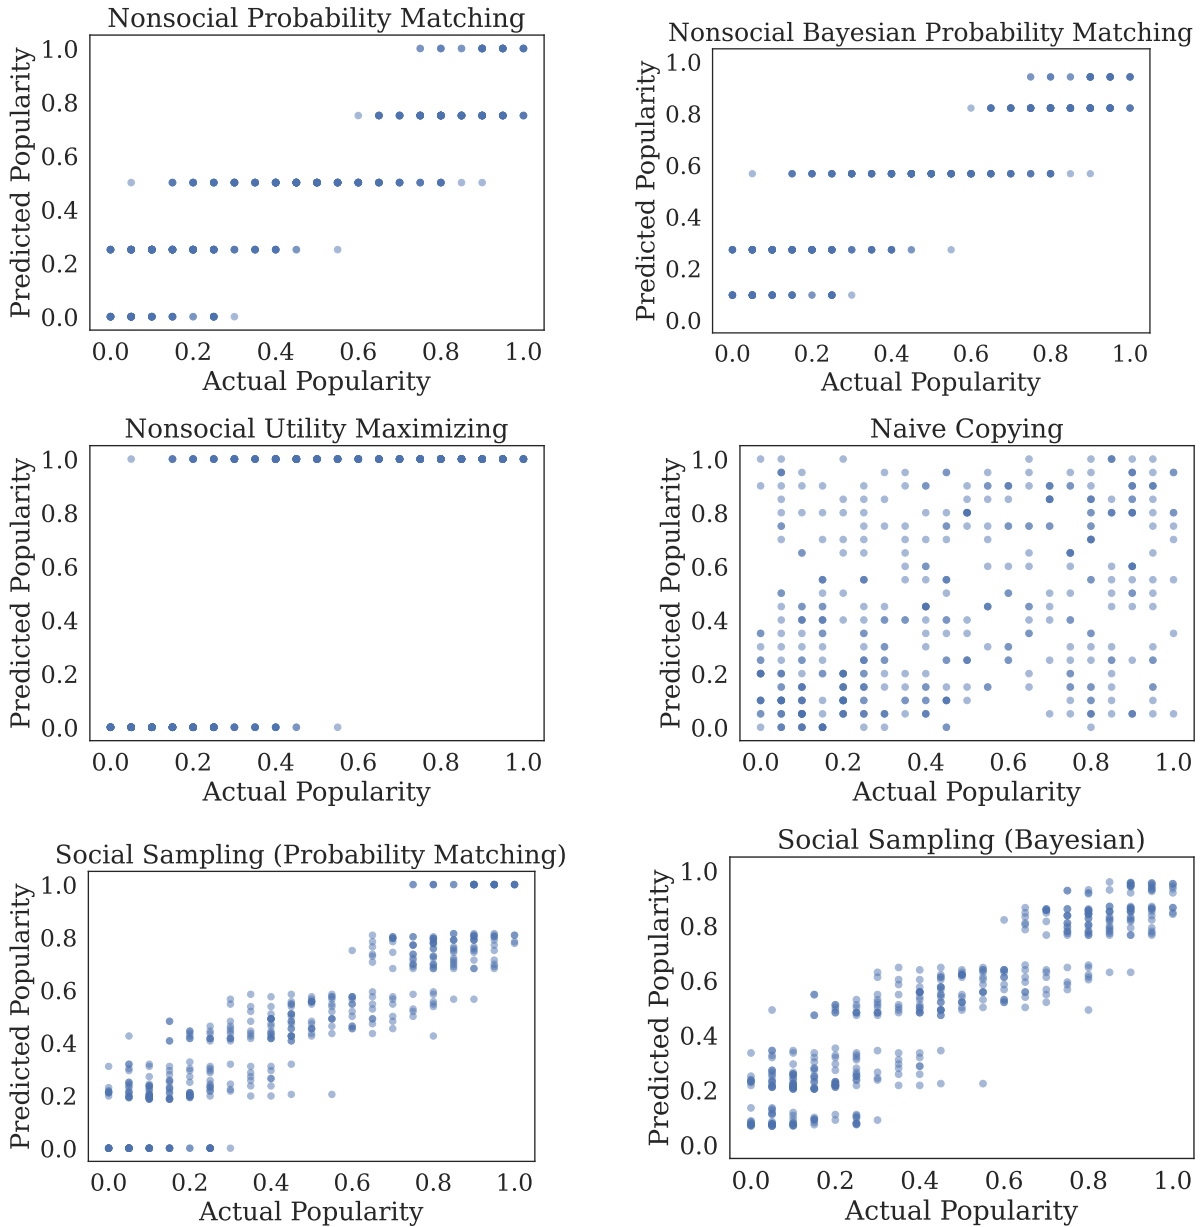 Nonsocial Probability Matching
1.0
0.8
0.6
0.4
0.2
0.0
Predicted Popularity
0.0 0.2 0.4 0.6 0.8 1.0
Actual Popularity
Nonsocial Bayesian Probability Matching
1.0
0.8
0.6
0.4
0.2
0.0
Predicted Popularity
0.0 0.2 0.4 0.6 0.8 1.0
Actual Popularity
Nonsocial Utility Maximizing
1.0
0.8
0.6
0.4
0.2
0.0
Predicted Popularity
0.0 0.2 0.4 0.6 0.8 1.0
Actual Popularity
Naive Copying
1.0
0.8
0.6
0.4
0.2
0.0
Predicted Popularity
0.0 0.2 0.4 0.6 0.8 1.0
Actual Popularity
Social Sampling (Probability Matching)
1.0
0.8
0.6
0.4
0.2
0.0
Predicted Popularity
0.0 0.2 0.4 0.6 0.8 1.0
Actual Popularity
Social Sampling (Bayesian)
1.0
0.8
0.6
0.4
0.2
0.0
Predicted Popularity
0.0 0.2 0.4 0.6 0.8 1.0
Actual Popularity